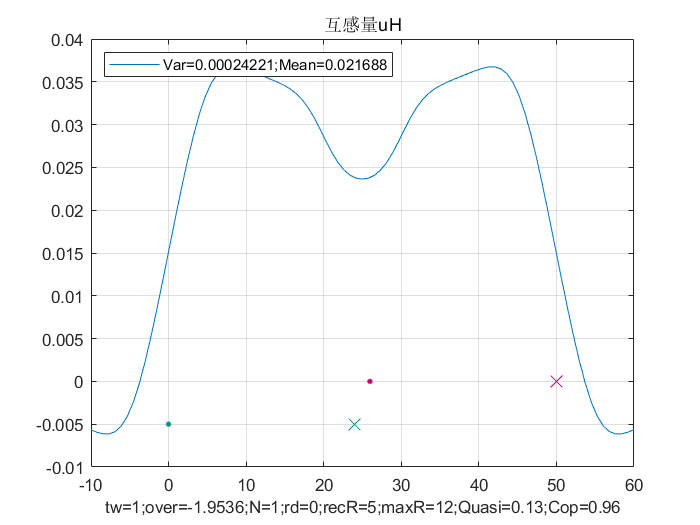 互感量uH
0.04
Var=0.00024221;Mean=0.021688
0.035
0.03
0.025
0.02
0.015
0.01
0.005
0
-0.005
-0.01
-10 0 10 20 30 40 50 60
tw=1;over=-1.9536;N=1;rd=0;recR=5;maxR=12;Quasi=0.13;Cop=0.96